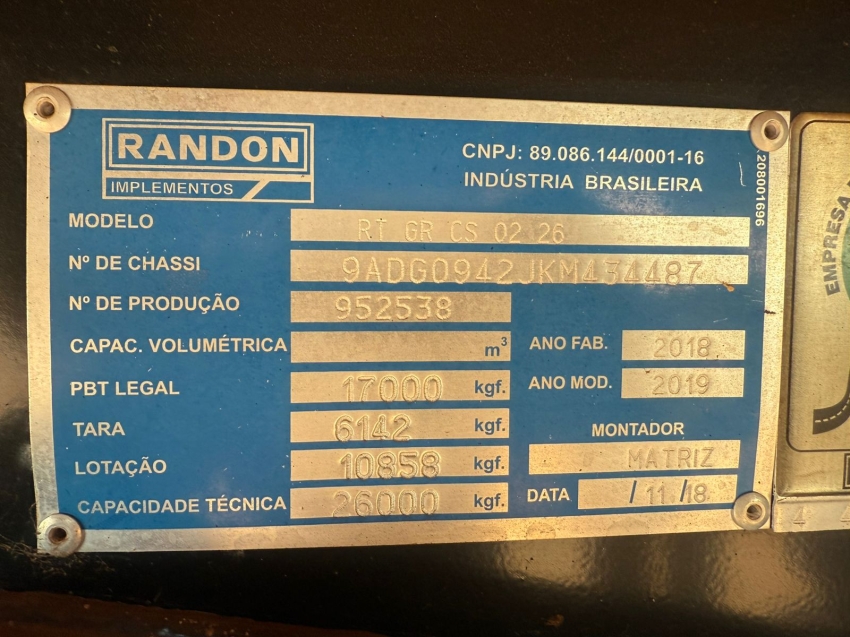 RANDON
IMPLEMENTOS
CNPJ: 89.086.144/0001-16
INDÚSTRIA BRASILEIRA
208001696
MODELO RT GR CS 02 26
Nº DE CHASSI 9ADG0942JKM434487
Nº DE PRODUÇÃO 952538
CAPAC. VOLUMÉTRICA m³
ANO FAB. 2018
PBT LEGAL 17000 kgf.
ANO MOD. 2019
TARA 6142 kgf.
MONTADOR
LOTAÇÃO 10858 kgf.
MATRIZ
CAPACIDADE TÉCNICA 26000 kgf.
DATA /11/18
EMPRESA
4 4